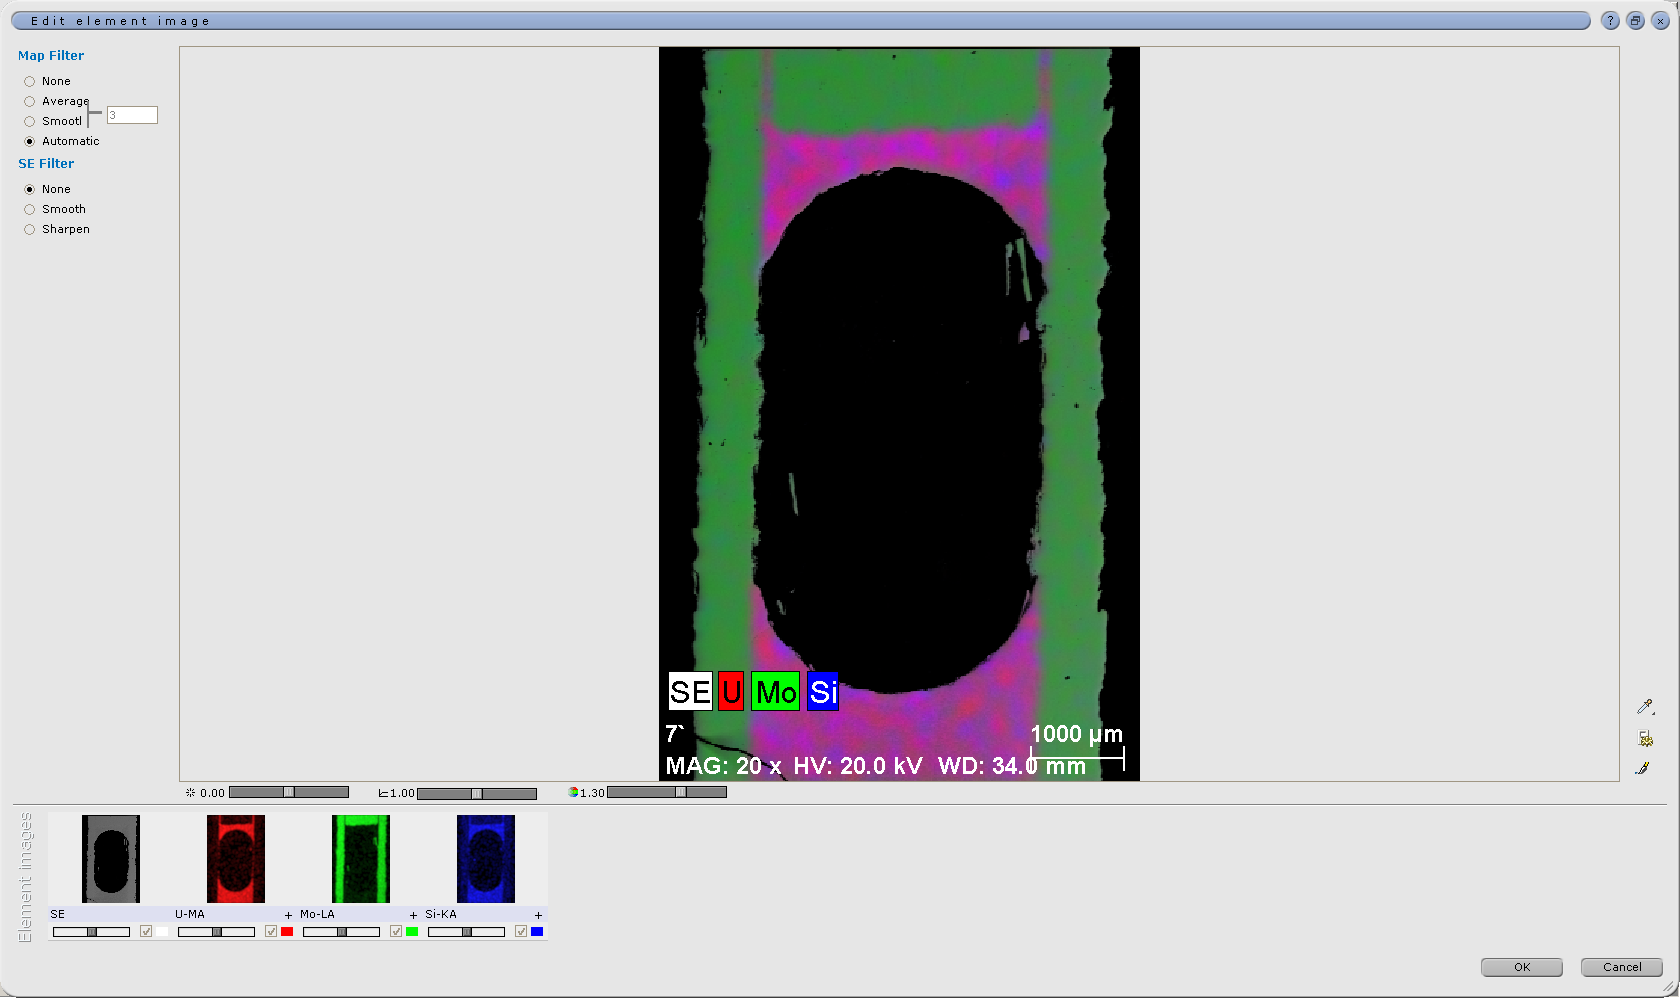 Edit element image
Map Filter
None
Average
Smootl
3
Automatic
SE Filter
None
Smooth
Sharpen
SE U Mo Si
7`
1000 µm
MAG: 20 x HV: 20.0 kV WD: 34.0 mm
0.00 1.00 1.30
Element images
SE U-MA + Mo-LA + Si-KA +
OK Cancel